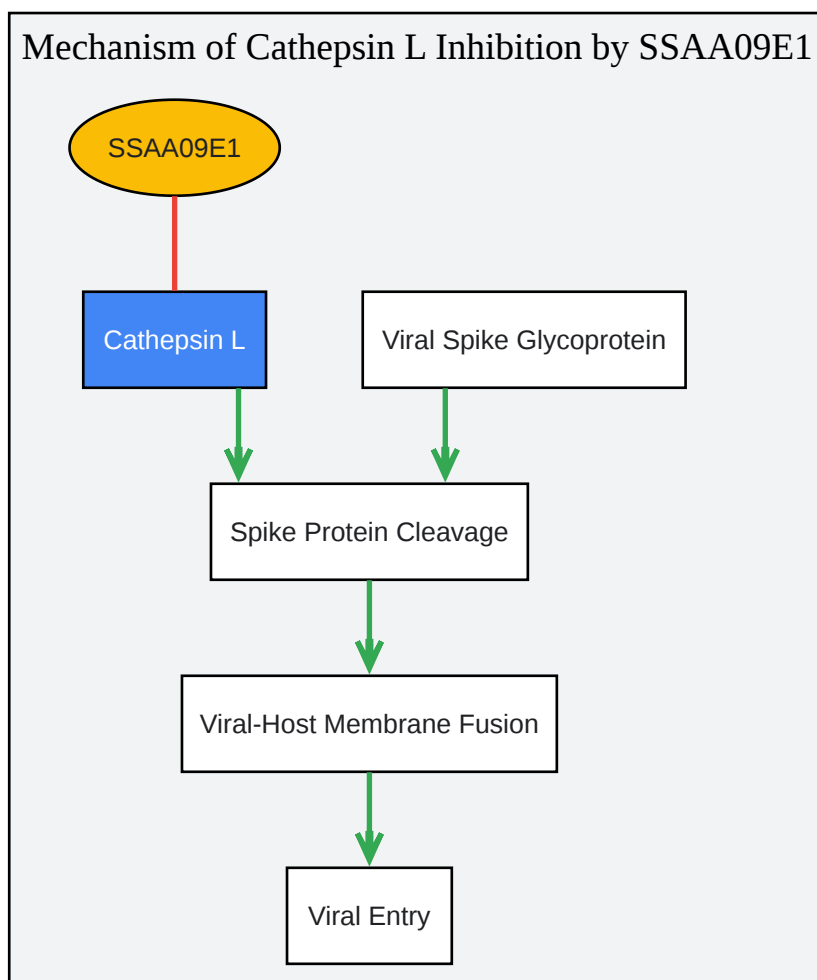 Mechanism of Cathepsin L Inhibition by SSAA09E1
SSAA09E1
Cathepsin L
Viral Spike Glycoprotein
Spike Protein Cleavage
Viral-Host Membrane Fusion
Viral Entry